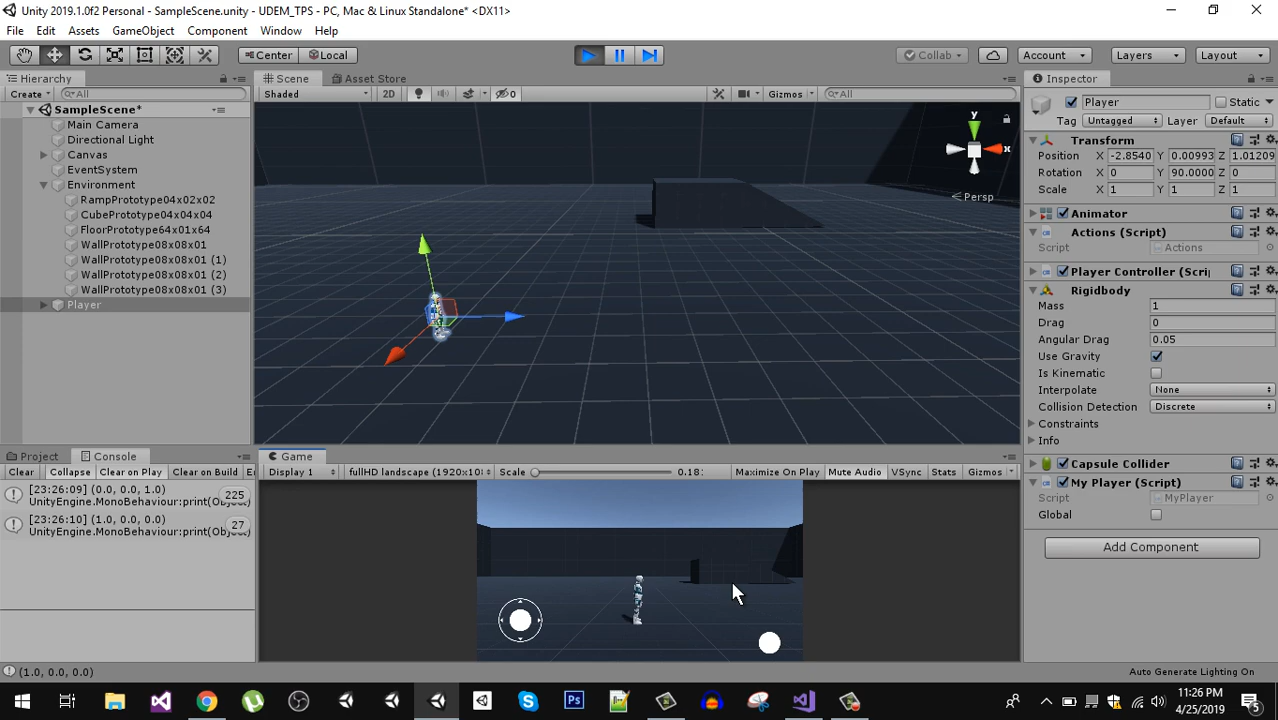 Unity 2019.1.0f2 Personal - SampleScene.unity - UDEM_TPS - PC, Mac & Linux Standalone* <DX11>
File Edit Assets GameObject Component Window Help
Center Local Collab Account Layers Layout
Hierarchy
Create All
SampleScene*
Main Camera
Directional Light
Canvas
EventSystem
Environment
RampPrototype04x02x02
CubePrototype04x04x04
FloorPrototype64x01x64
WallPrototype08x08x01
WallPrototype08x08x01 (1)
WallPrototype08x08x01 (2)
WallPrototype08x08x01 (3)
Player
Scene Asset Store
Shaded 2D 0 Gizmos All
y
x
Persp
Inspector
Player Static
Tag Untagged Layer Default
Transform
Position X -2.8540 Y 0.00993 Z 1.01209
Rotation X 0 Y 90.0000 Z 0
Scale X 1 Y 1 Z 1
Animator
Actions (Script)
Script Actions
Player Controller (Scri
Rigidbody
Mass 1
Drag 0
Angular Drag 0.05
Use Gravity
Is Kinematic
Interpolate None
Collision Detection Discrete
Constraints
Info
Capsule Collider
My Player (Script)
Script MyPlayer
Global
Add Component
Project Console
Clear Collapse Clear on Play Clear on Build E
[23:26:09] (0.0, 0.0, 1.0)
UnityEngine.MonoBehaviour:print(Object)
225
[23:26:10] (1.0, 0.0, 0.0)
UnityEngine.MonoBehaviour:print(Object)
27
Game
Display 1 fullHD landscape (1920x10 Scale 0.18 Maximize On Play Mute Audio VSync Stats Gizmos
(1.0, 0.0, 0.0)
Auto Generate Lighting On
11:26 PM
4/25/2019
5